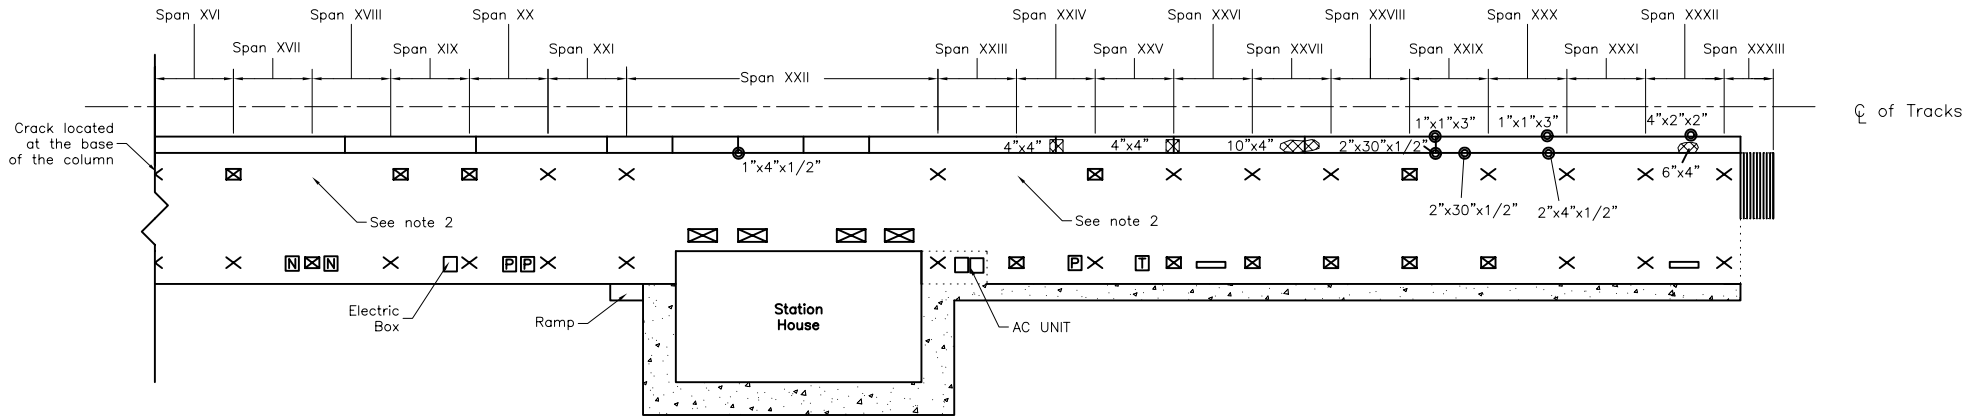 Span XVI
Span XVIII
Span XX
Span XXIV
Span XXVI
Span XXVIII
Span XXX
Span XXXII
Span XVII
Span XIX
Span XXI
Span XXIII
Span XXV
Span XXVII
Span XXIX
Span XXXI
Span XXXIII
Span XXII
℄ of Tracks
Crack located
at the base
of the column
1"x1"x3"
1"x1"x3"
4"x2"x2"
4"x4"
4"x4"
10"x4"
2"x30"x1/2"
1"x4"x1/2"
6"x4"
2"x30"x1/2"
2"x4"x1/2"
See note 2
See note 2
N
N
P
P
P
T
Electric
Box
Ramp
Station
House
AC UNIT